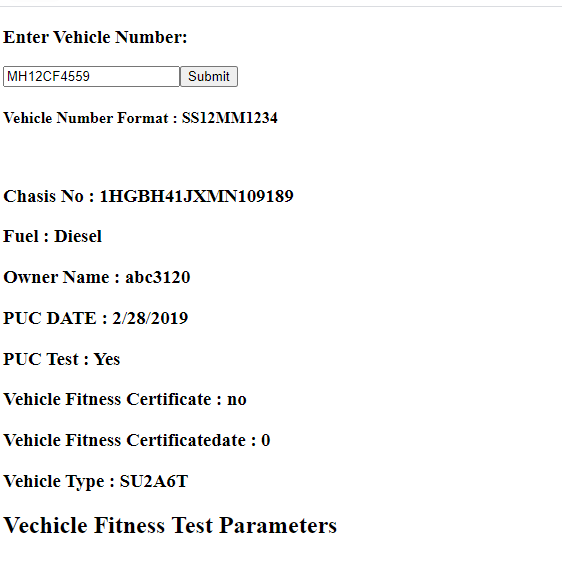 Enter Vehicle Number:
MH12CF4559 Submit
Vehicle Number Format : SS12MM1234
Chasis No : 1HGBH41JXMN109189
Fuel : Diesel
Owner Name : abc3120
PUC DATE : 2/28/2019
PUC Test : Yes
Vehicle Fitness Certificate : no
Vehicle Fitness Certificatedate : 0
Vehicle Type : SU2A6T
Vechicle Fitness Test Parameters